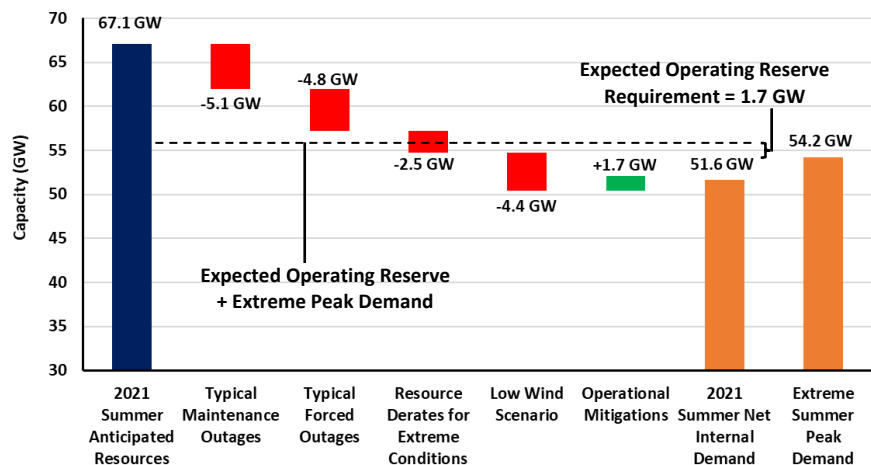 70
65
60
55
50
45
40
35
30
Capacity (GW)
67.1 GW
-5.1 GW
-4.8 GW
-2.5 GW
-4.4 GW
+1.7 GW
51.6 GW
54.2 GW
Expected Operating Reserve
Requirement = 1.7 GW
Expected Operating Reserve
+ Extreme Peak Demand
2021
Summer
Anticipated
Resources
Typical
Maintenance
Outages
Typical
Forced
Outages
Resource
Derates for
Extreme
Conditions
Low Wind
Scenario
Operational
Mitigations
2021
Summer Net
Internal
Demand
Extreme
Summer
Peak
Demand